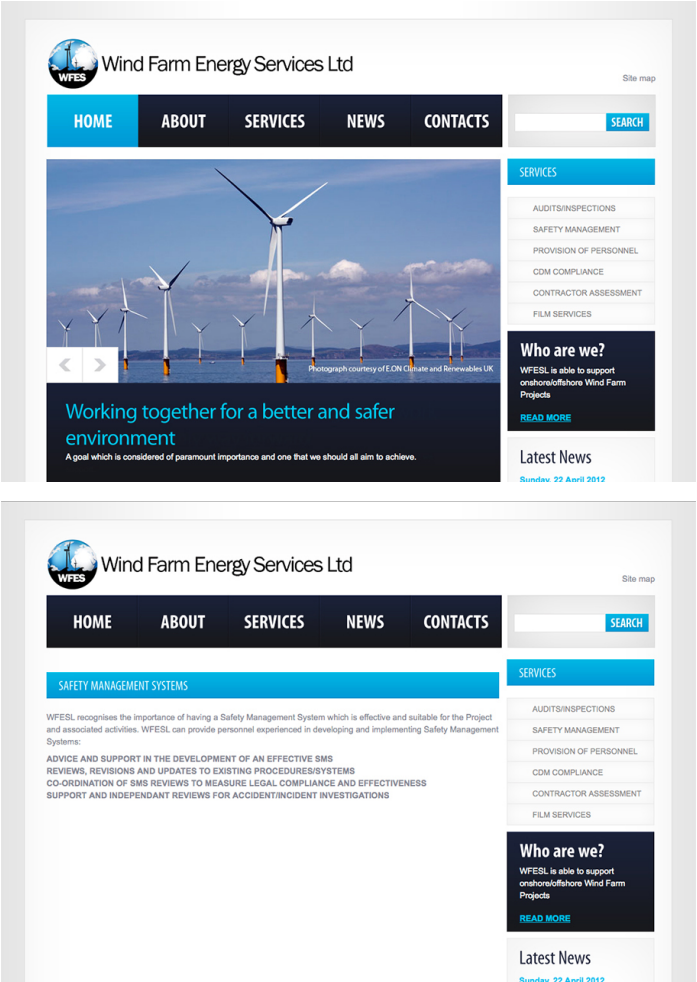 WFES
Wind Farm Energy Services Ltd
Site map
HOME ABOUT SERVICES NEWS CONTACTS
SEARCH
SERVICES
AUDITS/INSPECTIONS
SAFETY MANAGEMENT
PROVISION OF PERSONNEL
CDM COMPLIANCE
CONTRACTOR ASSESSMENT
FILM SERVICES
Photograph courtesy of E.ON Climate and Renewables UK
Working together for a better and safer
environment
A goal which is considered of paramount importance and one that we should all aim to achieve.
Who are we?
WFESL is able to support
onshore/offshore Wind Farm
Projects
READ MORE
Latest News
Sunday, 22 April 2012
WFES
Wind Farm Energy Services Ltd
Site map
HOME ABOUT SERVICES NEWS CONTACTS
SEARCH
SAFETY MANAGEMENT SYSTEMS
WFESL recognises the importance of having a Safety Management System which is effective and suitable for the Project
and associated activities. WFESL can provide personnel experienced in developing and implementing Safety Management
Systems:
ADVICE AND SUPPORT IN THE DEVELOPMENT OF AN EFFECTIVE SMS
REVIEWS, REVISIONS AND UPDATES TO EXISTING PROCEDURES/SYSTEMS
CO-ORDINATION OF SMS REVIEWS TO MEASURE LEGAL COMPLIANCE AND EFFECTIVENESS
SUPPORT AND INDEPENDANT REVIEWS FOR ACCIDENT/INCIDENT INVESTIGATIONS
SERVICES
AUDITS/INSPECTIONS
SAFETY MANAGEMENT
PROVISION OF PERSONNEL
CDM COMPLIANCE
CONTRACTOR ASSESSMENT
FILM SERVICES
Who are we?
WFESL is able to support
onshore/offshore Wind Farm
Projects
READ MORE
Latest News
Sunday, 22 April 2012